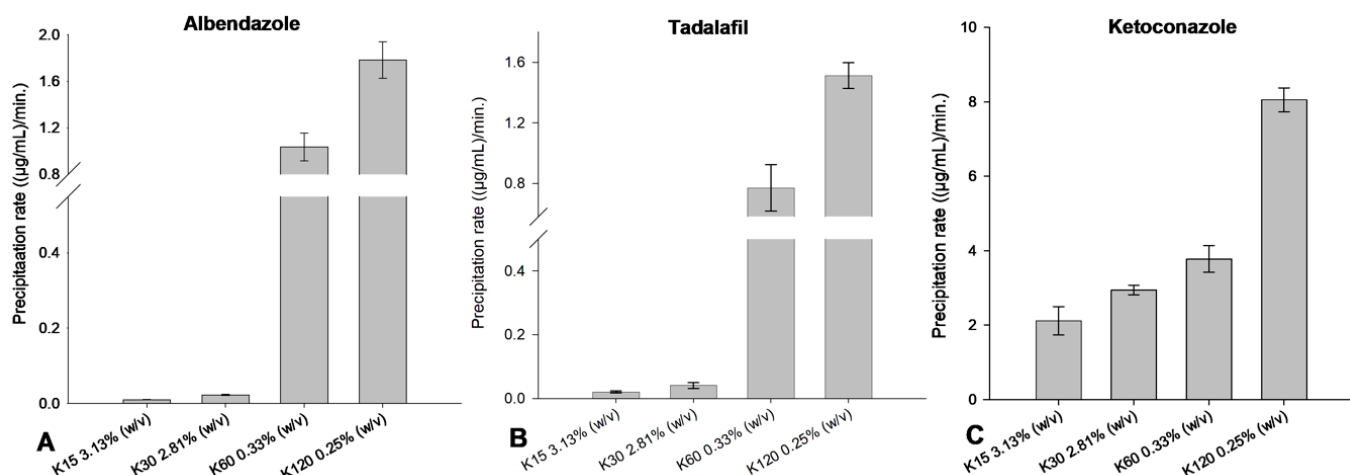 Albendazole
Precipitaation rate ((µg/mL)/min.)
2.0
1.6
1.2
0.8
0.4
0.2
0.0
K15 3.13% (w/v)
K30 2.81% (w/v)
K60 0.33% (w/v)
K120 0.25% (w/v)
A
Tadalafil
Precipitation rate ((µg/mL)/min.)
1.6
1.2
0.8
0.4
0.2
0.0
K15 3.13% (w/v)
K30 2.81% (w/v)
K60 0.33% (w/v)
K120 0.25% (w/v)
B
Ketoconazole
Precipitation rate ((µg/mL)/min.)
10
8
6
4
2
0
K15 3.13% (w/v)
K30 2.81% (w/v)
K60 0.33% (w/v)
K120 0.25% (w/v)
C